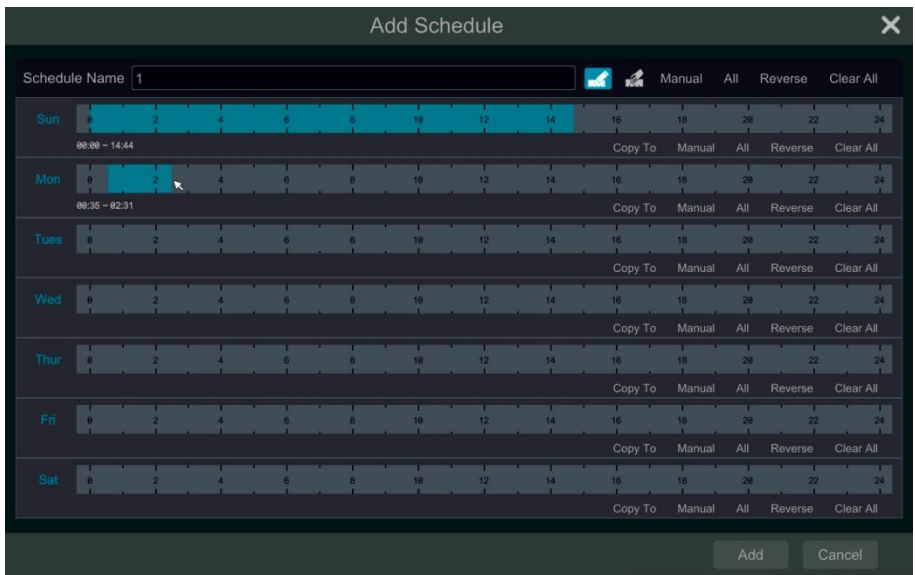 Add Schedule
Schedule Name 1 Manual All Reverse Clear All
Sun 0 2 4 6 8 10 12 14 16 18 20 22 24
00:00 ~ 14:44 Copy To Manual All Reverse Clear All
Mon 0 2 4 6 8 10 12 14 16 18 20 22 24
00:35 ~ 02:31 Copy To Manual All Reverse Clear All
Tues 0 2 4 6 8 10 12 14 16 18 20 22 24
Copy To Manual All Reverse Clear All
Wed 0 2 4 6 8 10 12 14 16 18 20 22 24
Copy To Manual All Reverse Clear All
Thur 0 2 4 6 8 10 12 14 16 18 20 22 24
Copy To Manual All Reverse Clear All
Fri 0 2 4 6 8 10 12 14 16 18 20 22 24
Copy To Manual All Reverse Clear All
Sat 0 2 4 6 8 10 12 14 16 18 20 22 24
Copy To Manual All Reverse Clear All
Add Cancel